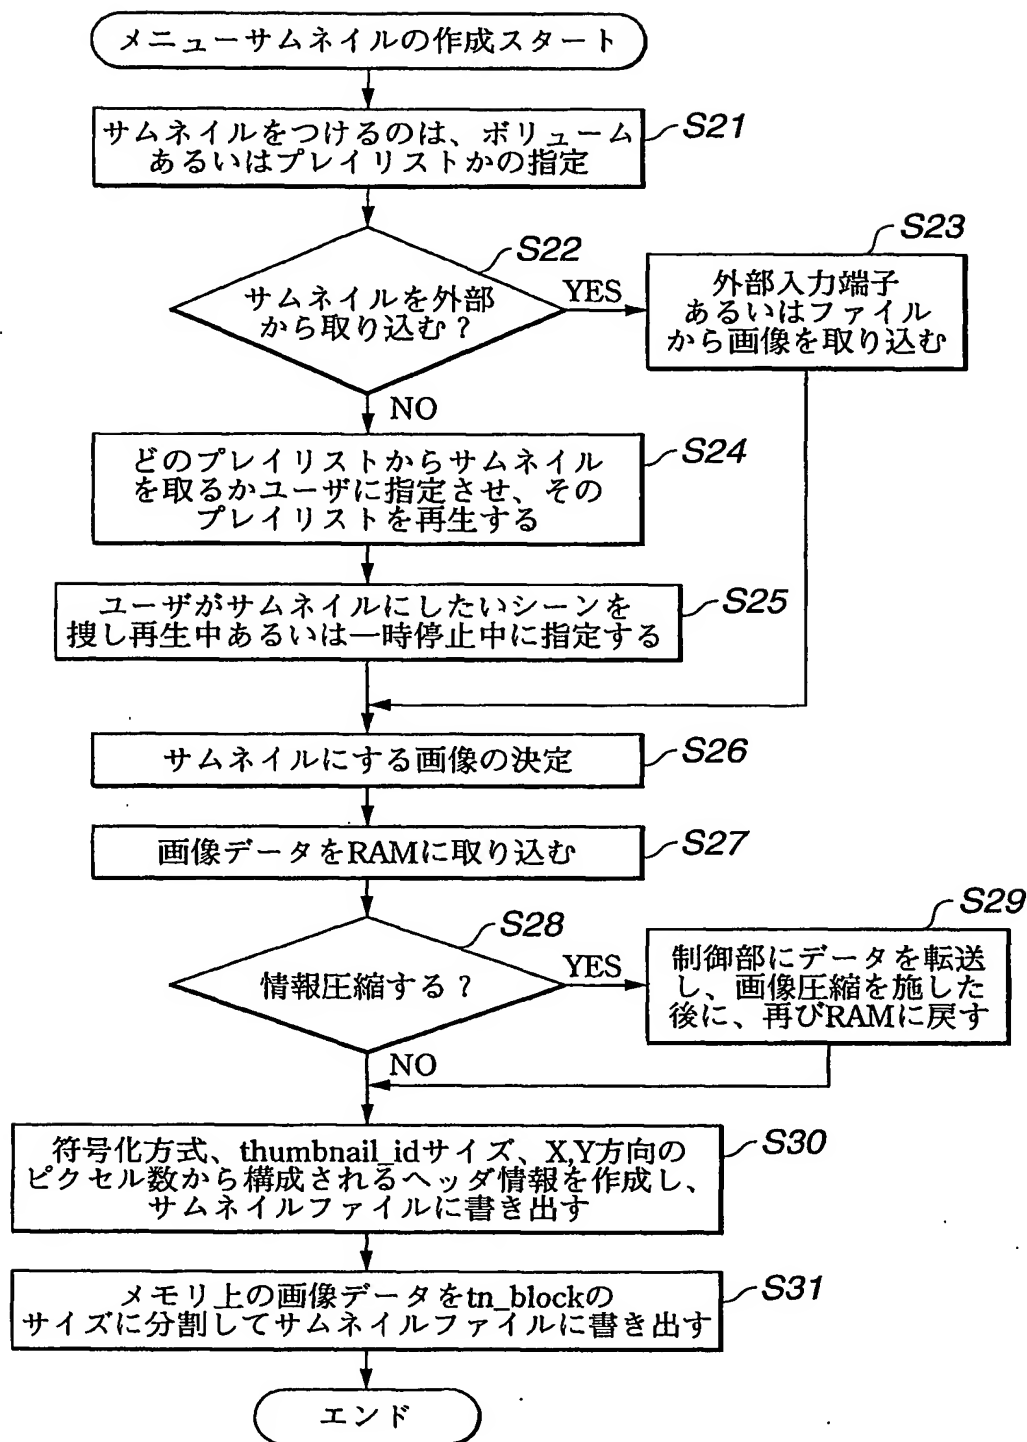 メニューサムネイルの作成スタート
サムネイルをつけるのは、ボリューム
あるいはプレイリストかの指定
S21
S22
サムネイルを外部
から取り込む？
YES
S23
外部入力端子
あるいはファイル
から画像を取り込む
NO
どのプレイリストからサムネイル
を取るかユーザに指定させ、その
プレイリストを再生する
S24
ユーザがサムネイルにしたいシーンを
捜し再生中あるいは一時停止中に指定する
S25
サムネイルにする画像の決定
S26
画像データをRAMに取り込む
S27
S28
情報圧縮する？
YES
S29
制御部にデータを転送
し、画像圧縮を施した
後に、再びRAMに戻す
NO
符号化方式、thumbnail_idサイズ、X,Y方向の
ピクセル数から構成されるヘッダ情報を作成し、
サムネイルファイルに書き出す
S30
メモリ上の画像データをtn_blockの
サイズに分割してサムネイルファイルに書き出す
S31
エンド